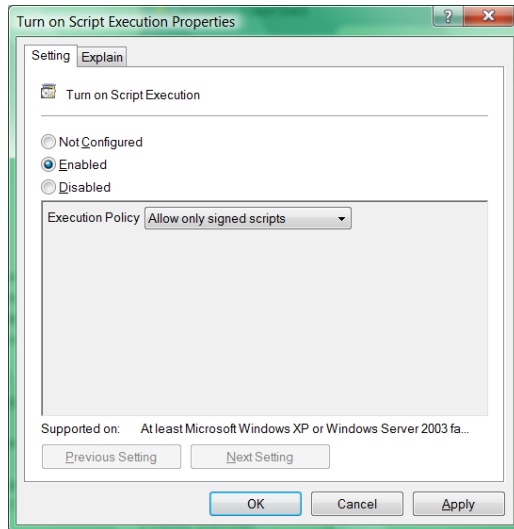 Turn on Script Execution Properties
Setting Explain
Turn on Script Execution
Not Configured
Enabled
Disabled
Execution Policy Allow only signed scripts
Supported on: At least Microsoft Windows XP or Windows Server 2003 fa...
Previous Setting Next Setting
OK Cancel Apply